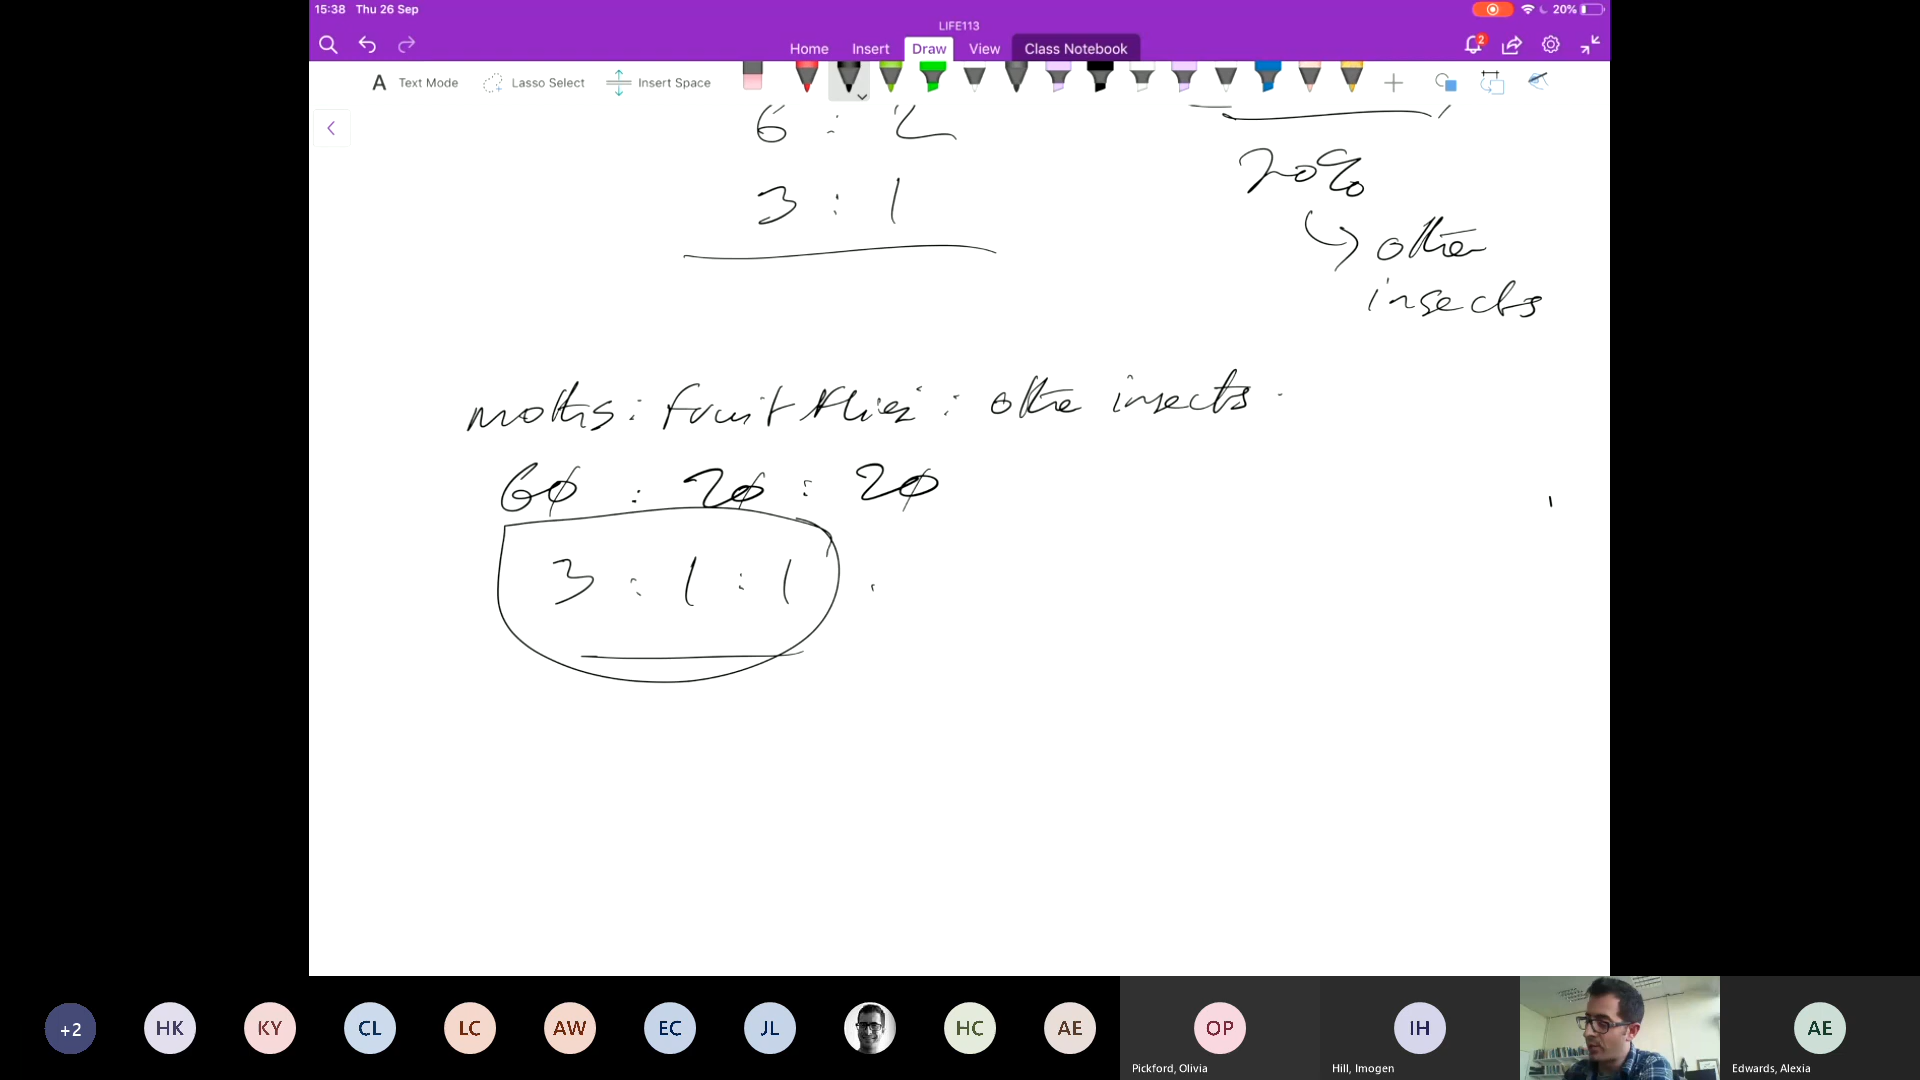 15:38 Thu 26 Sep
20%
LIFE113
Home Insert Draw View Class Notebook
2
A Text Mode Lasso Select Insert Space
6 : 2
3 : 1
20%
other
insects
moths : fruit flies : other insects.
60 : 20 : 20
3 : 1 : 1
+2 HK KY CL LC AW EC JL HC AE OP IH AE
Pickford, Olivia Hill, Imogen Edwards, Alexia